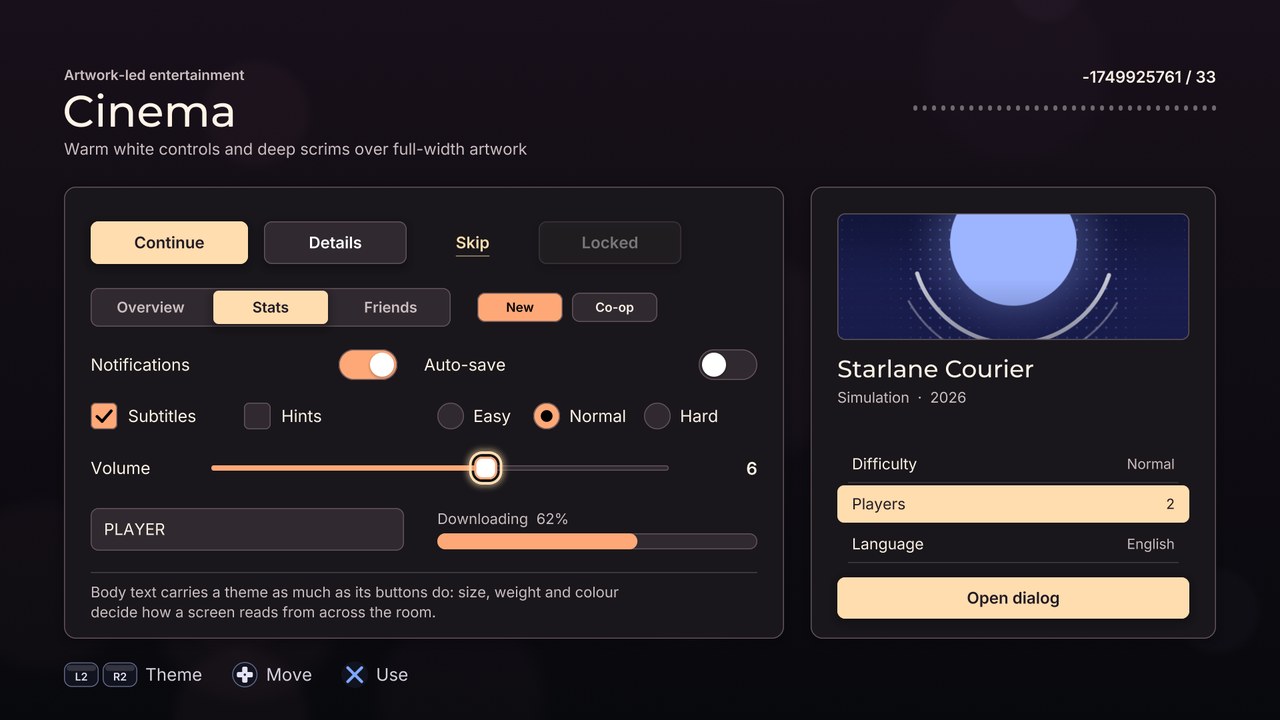 Artwork-led entertainment
Cinema
Warm white controls and deep scrims over full-width artwork
-1749925761 / 33
Continue
Details
Skip
Locked
Overview
Stats
Friends
New
Co-op
Notifications
Auto-save
Subtitles
Hints
Easy
Normal
Hard
Volume
6
PLAYER
Downloading 62%
Body text carries a theme as much as its buttons do: size, weight and colour
decide how a screen reads from across the room.
Starlane Courier
Simulation · 2026
Difficulty Normal
Players 2
Language English
Open dialog
L2 R2 Theme
Move
Use